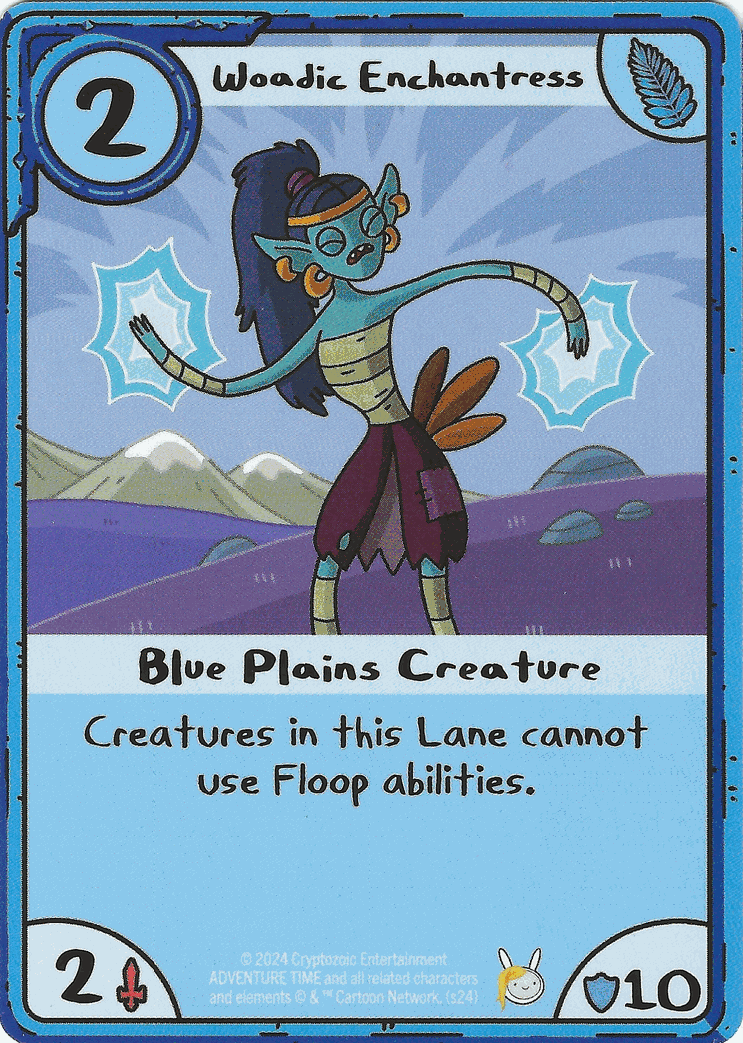 2
Woadic Enchantress
Blue Plains Creature
Creatures in this Lane cannot
use Floop abilities.
2
© 2024 Cryptozoic Entertainment
ADVENTURE TIME and all related characters
and elements © & ™ Cartoon Network. (s24)
10